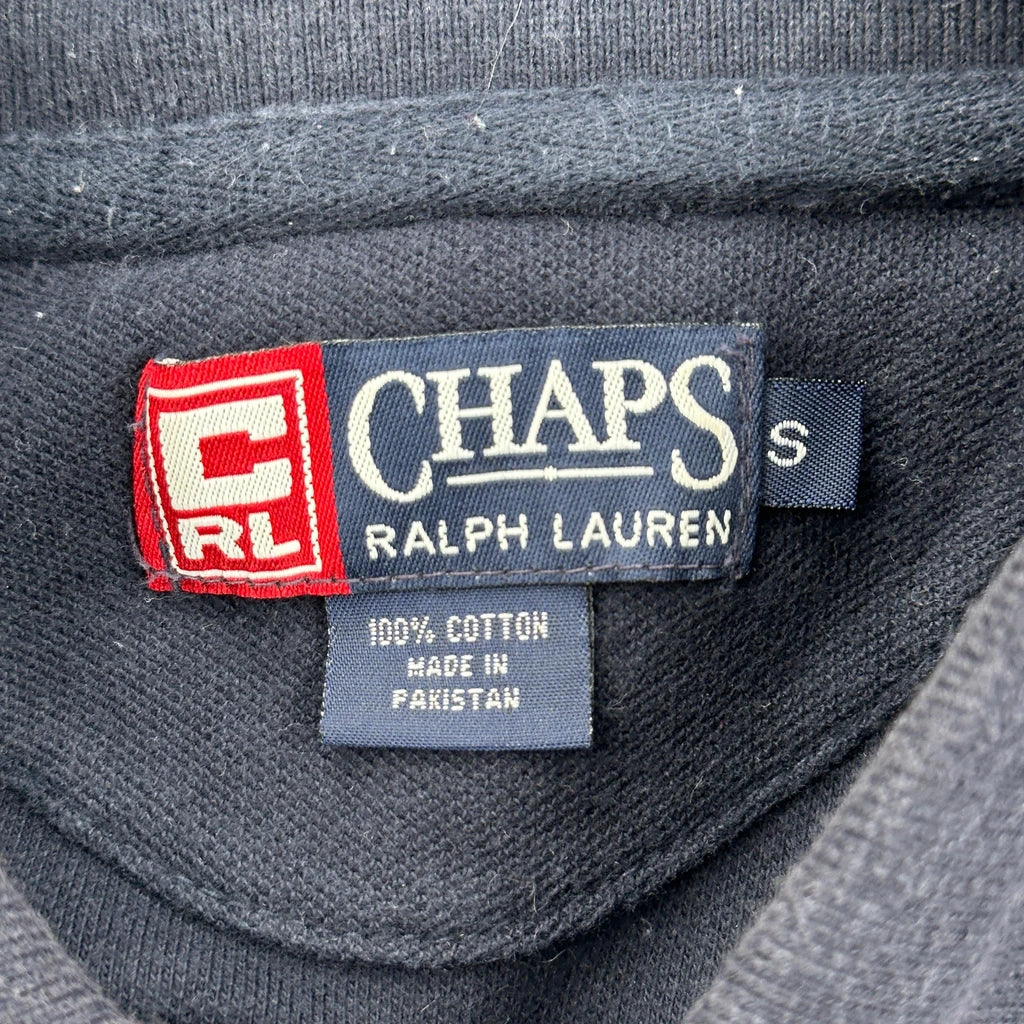 C
RL
CHAPS
RALPH LAUREN
S
100% COTTON
MADE IN
PAKISTAN